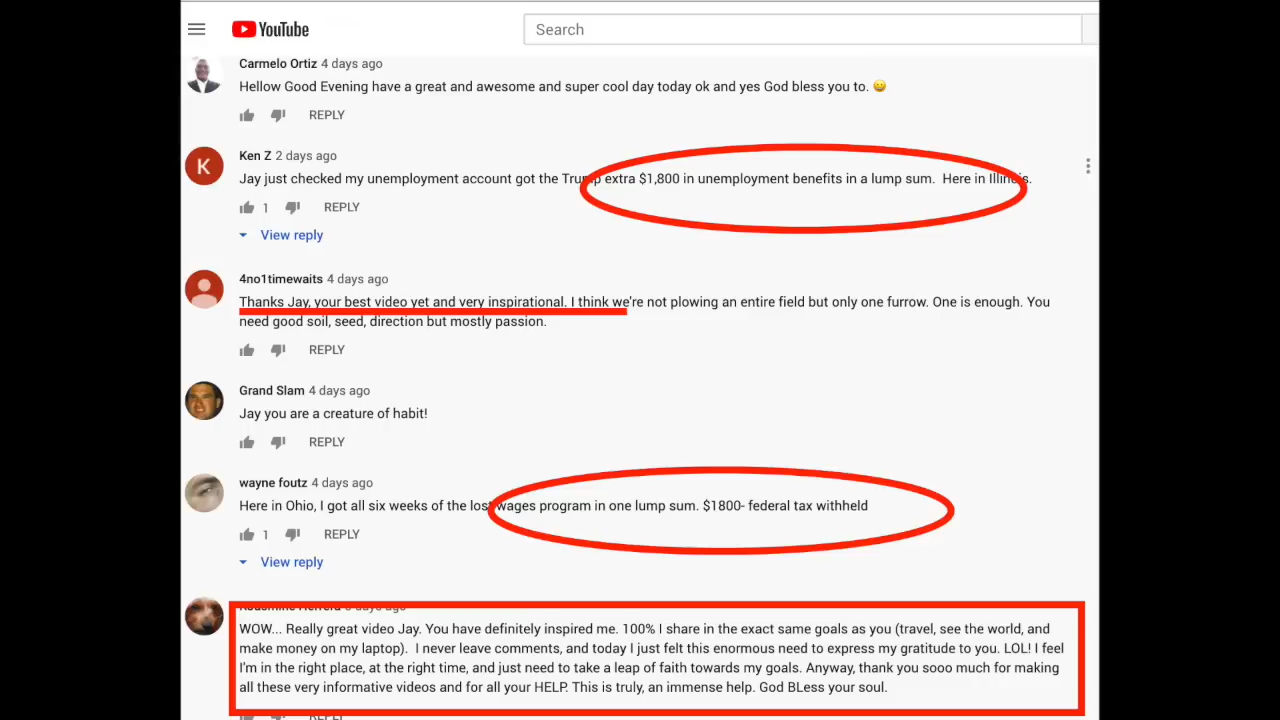 YouTube
Search
Carmelo Ortiz 4 days ago
Hellow Good Evening have a great and awesome and super cool day today ok and yes God bless you to. 😀
REPLY
K
Ken Z 2 days ago
Jay just checked my unemployment account got the Trump extra $1,800 in unemployment benefits in a lump sum. Here in Illinois.
1 REPLY
View reply
4no1timewaits 4 days ago
Thanks Jay, your best video yet and very inspirational. I think we're not plowing an entire field but only one furrow. One is enough. You
need good soil, seed, direction but mostly passion.
REPLY
Grand Slam 4 days ago
Jay you are a creature of habit!
REPLY
wayne foutz 4 days ago
Here in Ohio, I got all six weeks of the lost wages program in one lump sum. $1800- federal tax withheld
1 REPLY
View reply
Herrera days ago
WOW... Really great video Jay. You have definitely inspired me. 100% I share in the exact same goals as you (travel, see the world, and
make money on my laptop). I never leave comments, and today I just felt this enormous need to express my gratitude to you. LOL! I feel
I'm in the right place, at the right time, and just need to take a leap of faith towards my goals. Anyway, thank you sooo much for making
all these very informative videos and for all your HELP. This is truly, an immense help. God BLess your soul.
REPLY